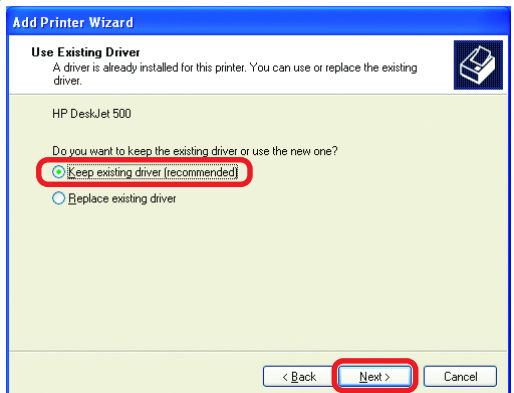 Add Printer Wizard
Use Existing Driver
A driver is already installed for this printer. You can use or replace the existing
driver.
HP DeskJet 500
Do you want to keep the existing driver or use the new one?
Keep existing driver (recommended)
Replace existing driver
< Back
Next >
Cancel